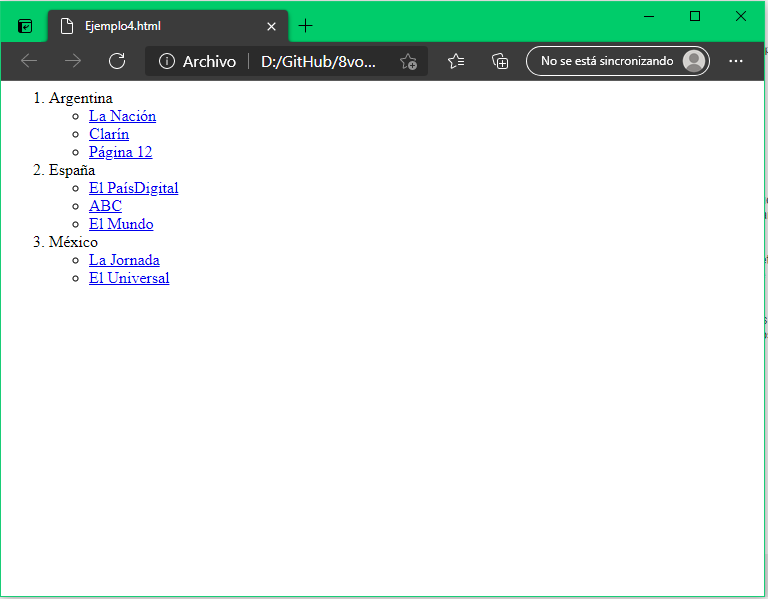 Ejemplo4.html
Archivo D:/GitHub/8vo... No se está sincronizando
1. Argentina
La Nación
Clarín
Página 12
2. España
El PaísDigital
ABC
El Mundo
3. México
La Jornada
El Universal